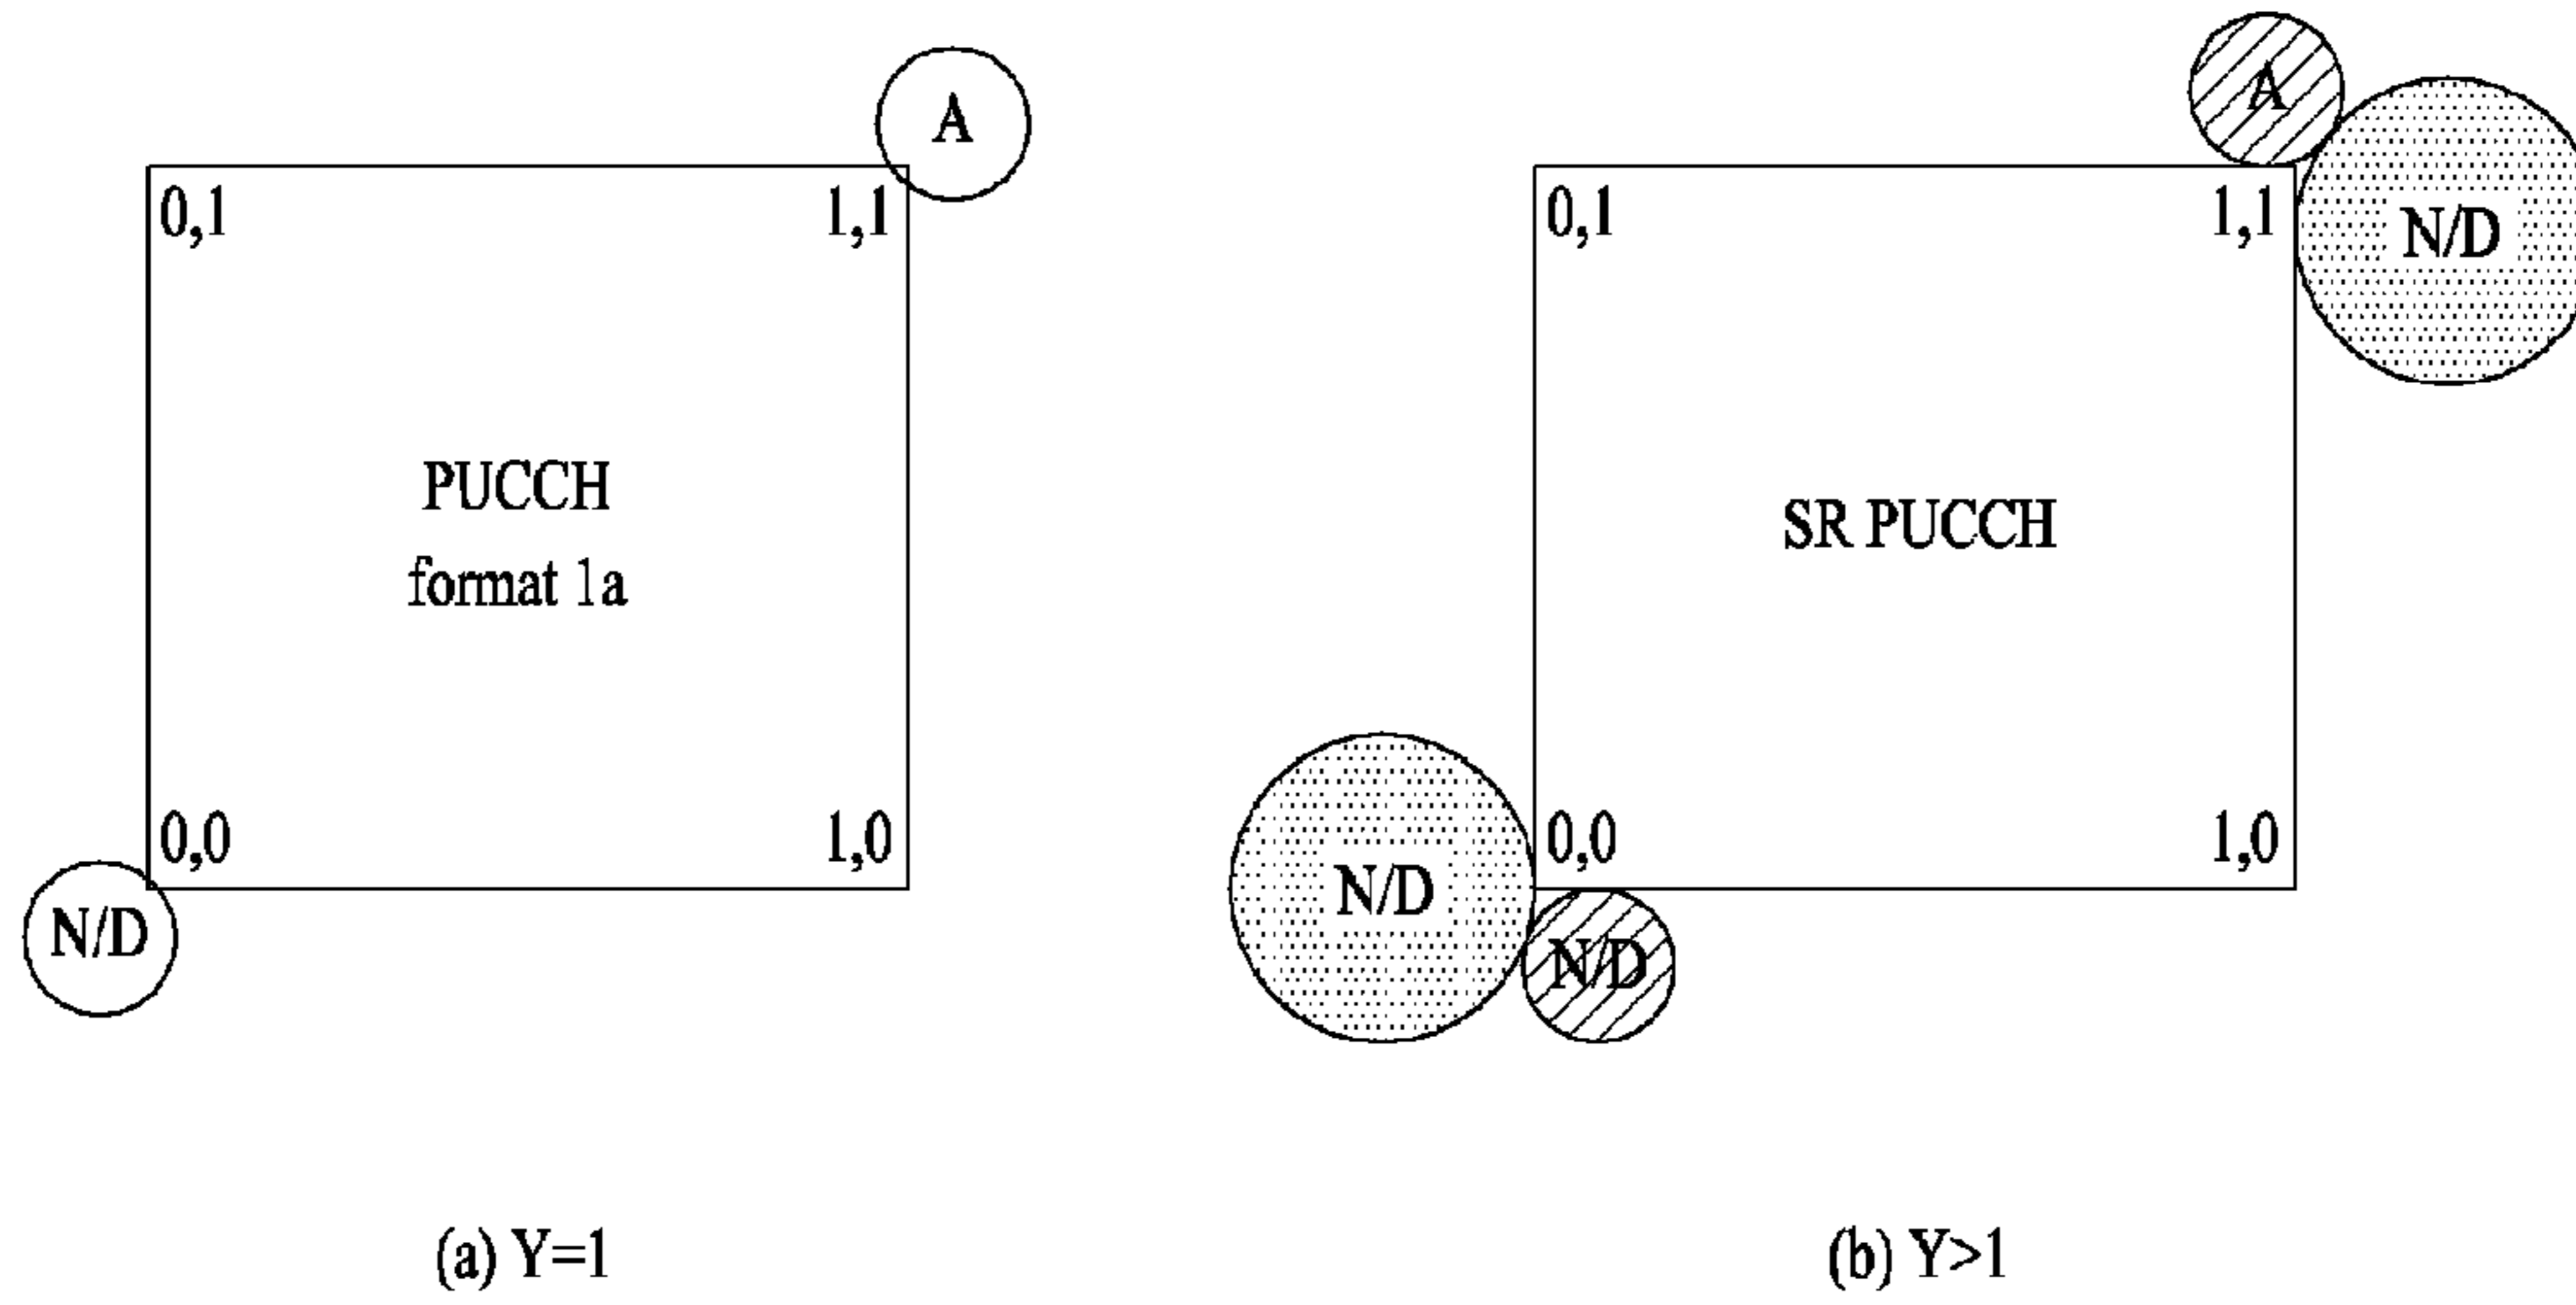 A
0,1
1,1
PUCCH
format 1a
0,0
1,0
N/D
(a) Y=1
A
N/D
0,1
1,1
SR PUCCH
N/D
0,0
1,0
N/D
(b) Y>1